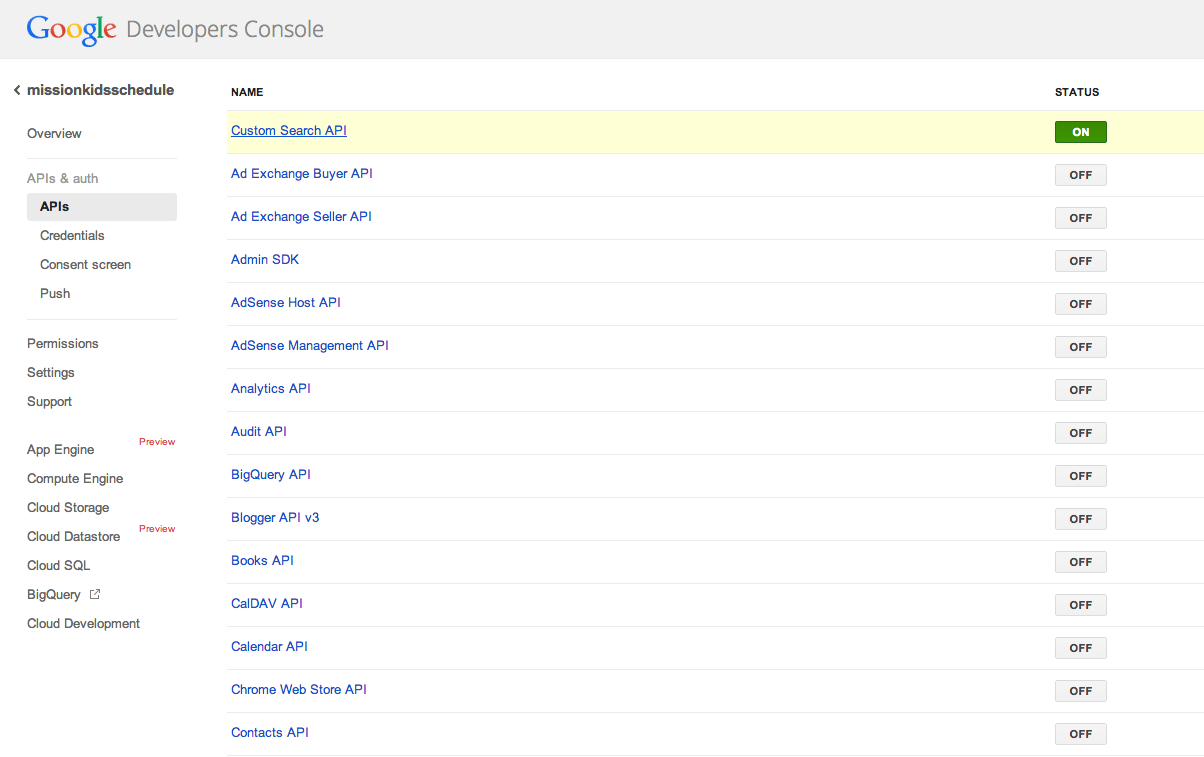 Google Developers Console
missionkidsschedule
Overview
APIs & auth
APIs
Credentials
Consent screen
Push
Permissions
Settings
Support
App Engine Preview
Compute Engine
Cloud Storage
Cloud Datastore Preview
Cloud SQL
BigQuery
Cloud Development
NAME STATUS
Custom Search API ON
Ad Exchange Buyer API OFF
Ad Exchange Seller API OFF
Admin SDK OFF
AdSense Host API OFF
AdSense Management API OFF
Analytics API OFF
Audit API OFF
BigQuery API OFF
Blogger API v3 OFF
Books API OFF
CalDAV API OFF
Calendar API OFF
Chrome Web Store API OFF
Contacts API OFF